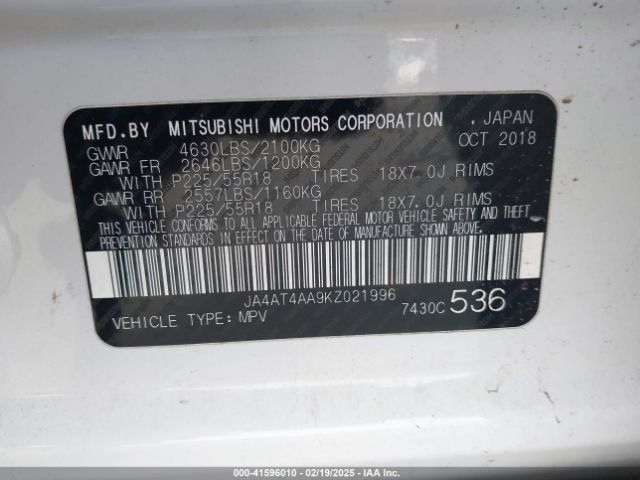 MFD.BY MITSUBISHI MOTORS CORPORATION , JAPAN
GVWR 4630LBS/2100KG OCT 2018
GAWR FR 2646LBS/1200KG
WITH P225/55R18 TIRES 18X7.0J RIMS
GAWR RR 2557LBS/1160KG
WITH P225/55R18 TIRES 18X7.0J RIMS
THIS VEHICLE CONFORMS TO ALL APPLICABLE FEDERAL MOTOR VEHICLE SAFETY AND THEFT
PREVENTION STANDARDS IN EFFECT ON THE DATE OF MANUFACTURE SHOWN ABOVE.
JA4AT4AA9KZ021996
VEHICLE TYPE: MPV 7430C 536
000-41596010 | 02/19/2025 | IAA Inc.